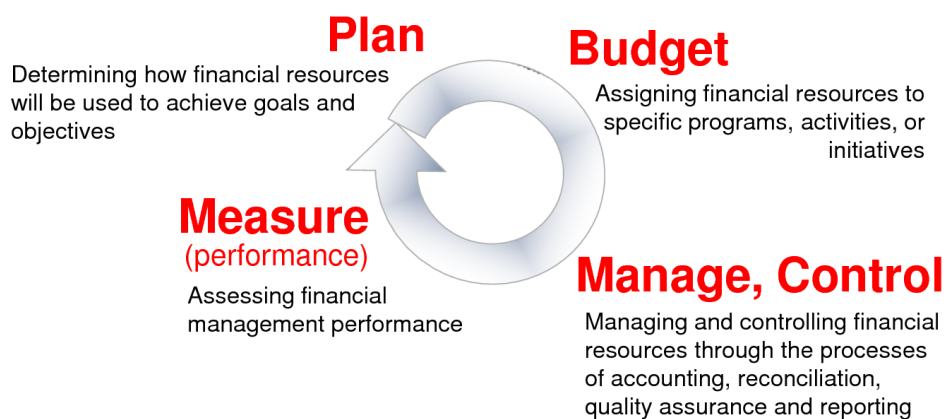 Plan
Determining how financial resources
will be used to achieve goals and
objectives
Budget
Assigning financial resources to
specific programs, activities, or
initiatives
Manage, Control
Managing and controlling financial
resources through the processes
of accounting, reconciliation,
quality assurance and reporting
Measure
(performance)
Assessing financial
management performance